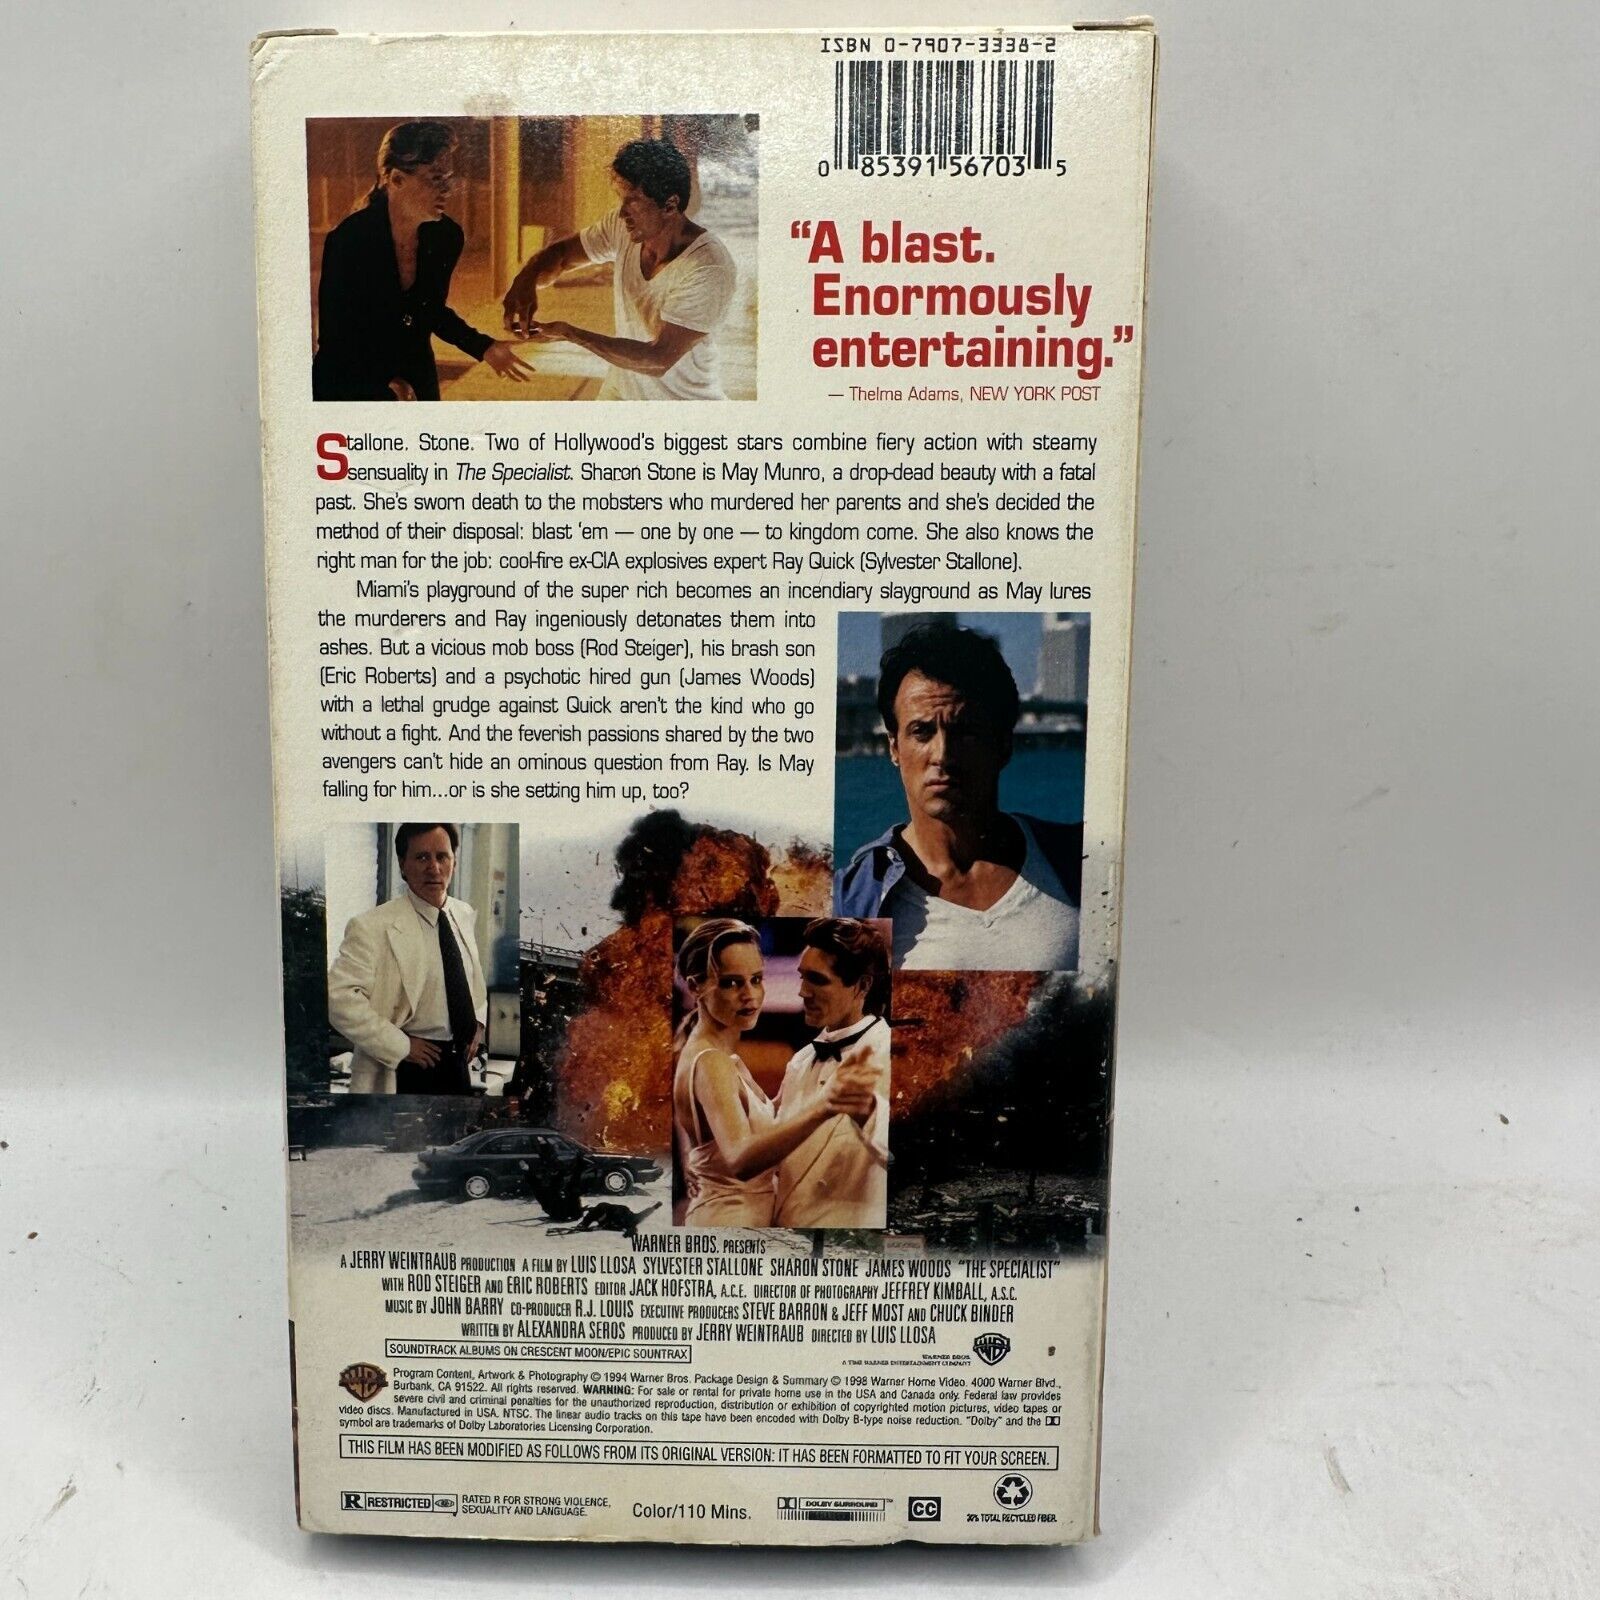 ISBN 0-7907-3338-2
0 85391 56703 5
“A blast.
Enormously
entertaining.”
— Thelma Adams, NEW YORK POST
Stallone. Stone. Two of Hollywood's biggest stars combine fiery action with steamy
sensuality in The Specialist. Sharon Stone is May Munro, a drop-dead beauty with a fatal
past. She's sworn death to the mobsters who murdered her parents and she's decided the
method of their disposal: blast 'em — one by one — to kingdom come. She also knows the
right man for the job: cool-fire ex-CIA explosives expert Ray Quick (Sylvester Stallone).
Miami's playground of the super rich becomes an incendiary slayground as May lures
the murderers and Ray ingeniously detonates them into
ashes. But a vicious mob boss (Rod Steiger), his brash son
(Eric Roberts) and a psychotic hired gun (James Woods)
with a lethal grudge against Quick aren't the kind who go
without a fight. And the feverish passions shared by the two
avengers can't hide an ominous question from Ray. Is May
falling for him...or is she setting him up, too?
WARNER BROS. PRESENTS
A JERRY WEINTRAUB PRODUCTION A FILM BY LUIS LLOSA SYLVESTER STALLONE SHARON STONE JAMES WOODS "THE SPECIALIST"
WITH ROD STEIGER AND ERIC ROBERTS EDITOR JACK HOFSTRA, A.C.E. DIRECTOR OF PHOTOGRAPHY JEFFREY KIMBALL, A.S.C.
MUSIC BY JOHN BARRY CO-PRODUCER R.J. LOUIS EXECUTIVE PRODUCERS STEVE BARRON & JEFF MOST AND CHUCK BINDER
WRITTEN BY ALEXANDRA SEROS PRODUCED BY JERRY WEINTRAUB DIRECTED BY LUIS LLOSA
SOUNDTRACK ALBUMS ON CRESCENT MOON/EPIC SOUNTRAX
WARNER BROS.
A TIME WARNER ENTERTAINMENT COMPANY
Program Content, Artwork & Photography © 1994 Warner Bros. Package Design & Summary © 1998 Warner Home Video. 4000 Warner Blvd.,
Burbank, CA 91522. All rights reserved. WARNING: For sale or rental for private home use in the USA and Canada only. Federal law provides
severe civil and criminal penalties for the unauthorized reproduction, distribution or exhibition of copyrighted motion pictures, video tapes or
video discs. Manufactured in USA. NTSC. The linear audio tracks on this tape have been encoded with Dolby B-type noise reduction. "Dolby" and the
symbol are trademarks of Dolby Laboratories Licensing Corporation.
THIS FILM HAS BEEN MODIFIED AS FOLLOWS FROM ITS ORIGINAL VERSION: IT HAS BEEN FORMATTED TO FIT YOUR SCREEN.
R RESTRICTED
RATED R FOR STRONG VIOLENCE,
SEXUALITY AND LANGUAGE.
Color/110 Mins.
DOLBY SURROUND™
CC
30% TOTAL RECYCLED FIBER